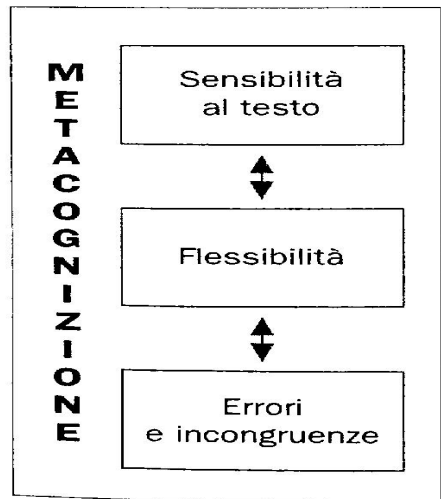 METACOGNIZIONE
Sensibilità
al testo
Flessibilità
Errori
e incongruenze